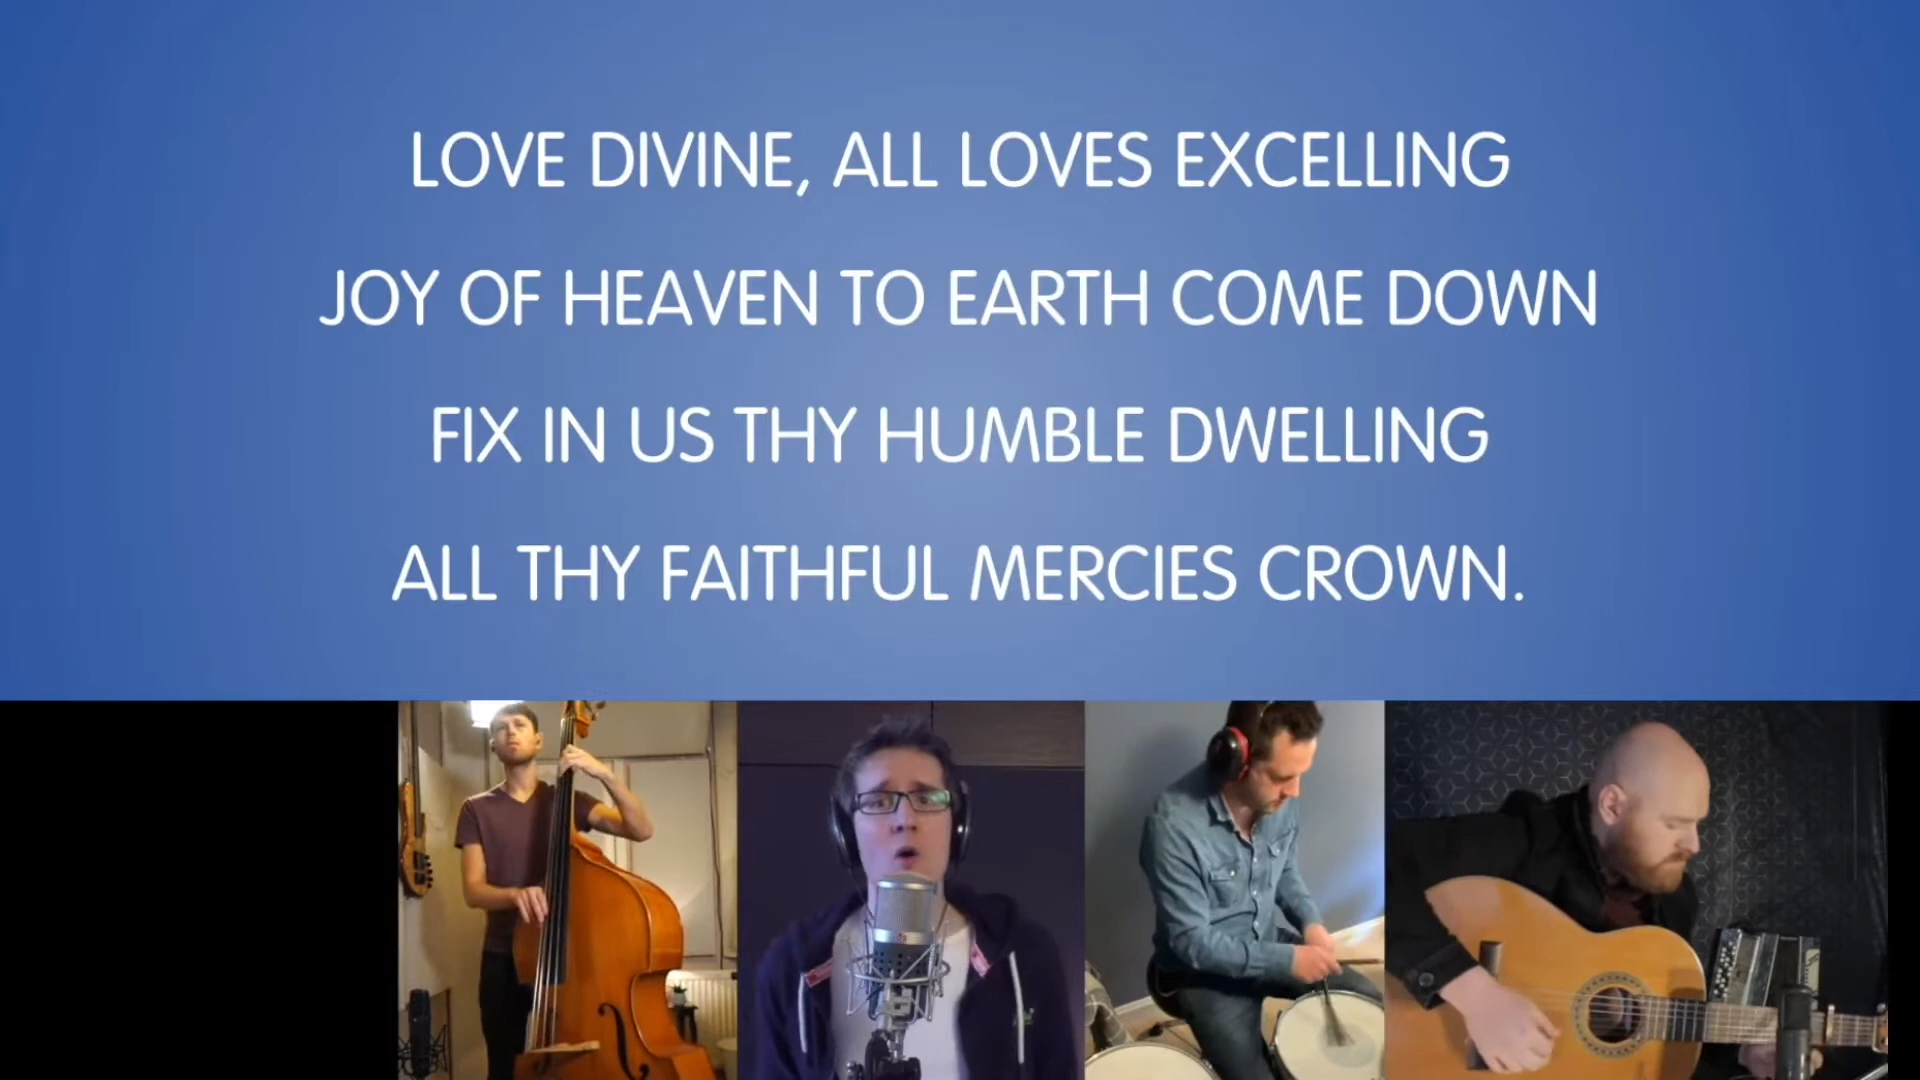 LOVE DIVINE, ALL LOVES EXCELLING
JOY OF HEAVEN TO EARTH COME DOWN
FIX IN US THY HUMBLE DWELLING
ALL THY FAITHFUL MERCIES CROWN.